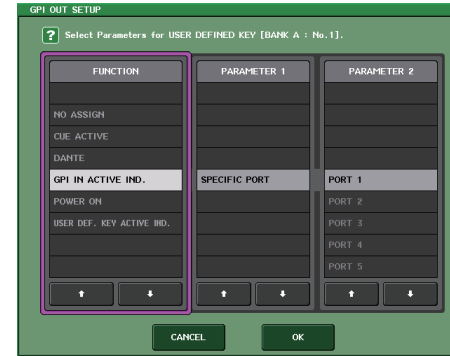 GPI OUT SETUP
? Select Parameters for USER DEFINED KEY [BANK A : No.1].
FUNCTION
NO ASSIGN
CUE ACTIVE
DANTE
GPI IN ACTIVE IND.
POWER ON
USER DEF. KEY ACTIVE IND.
PARAMETER 1
SPECIFIC PORT
PARAMETER 2
PORT 1
PORT 2
PORT 3
PORT 4
PORT 5
CANCEL
OK